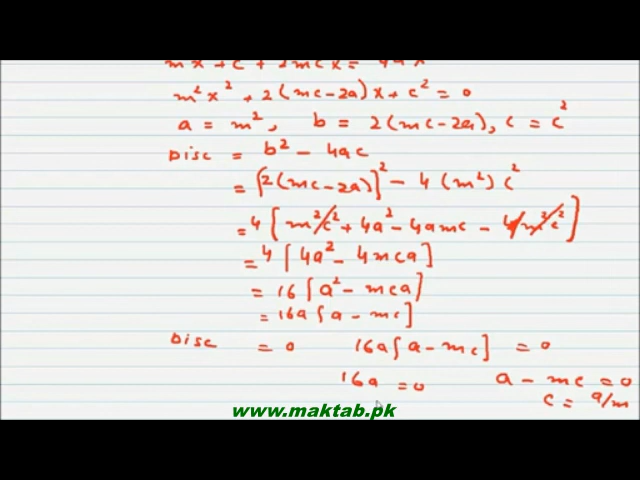 m²x² + 2(mc-2a)x + c² = 0
a = m², b = 2(mc-2a), c = c²
Disc = b² - 4ac
= [2(mc-2a)]² - 4(m²)c²
= 4[m²c² + 4a² - 4amc - 4m²c²]
= 4[4a² - 4mca]
= 16[a² - mca]
= 16a[a - mc]
Disc = 0 16a[a - mc] = 0
16a = 0 a - mc = 0
c = a/m
www.maktab.pk